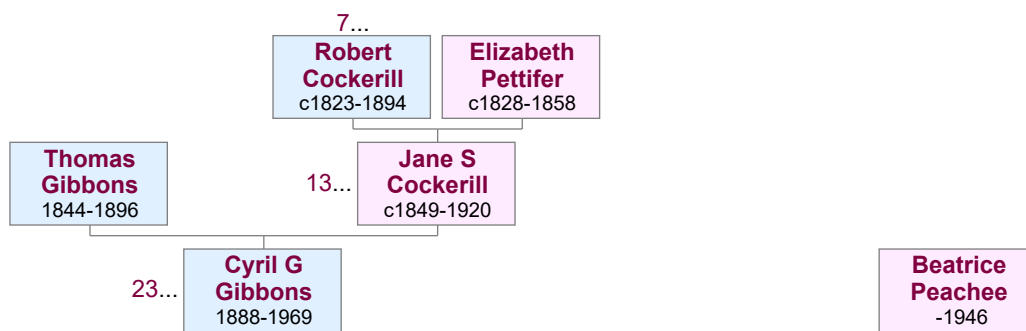 7...
Robert
Cockerill
c1823-1894
Elizabeth
Pettifer
c1828-1858
Thomas
Gibbons
1844-1896
13...
Jane S
Cockerill
c1849-1920
23...
Cyril G
Gibbons
1888-1969
Beatrice
Peachee
-1946